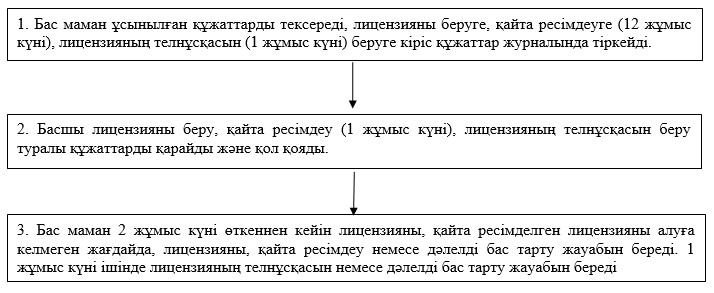 1. Бас маман ұсынылған құжаттарды тексереді, лицензияны беруге, қайта ресімдеуге (12 жұмыс
күні), лицензияның телнұсқасын (1 жұмыс күні) беруге кіріс құжаттар журналында тіркейді.
2. Басшы лицензияны беру, қайта ресімдеу (1 жұмыс күні), лицензияның телнұсқасын беру
туралы құжаттарды қарайды және қол қояды.
3. Бас маман 2 жұмыс күні өткеннен кейін лицензияны, қайта ресімделген лицензияны алуға
келмеген жағдайда, лицензияны, қайта ресімдеу немесе дәлелді бас тарту жауабын береді. 1
жұмыс күні ішінде лицензияның телнұсқасын немесе дәлелді бас тарту жауабын береді